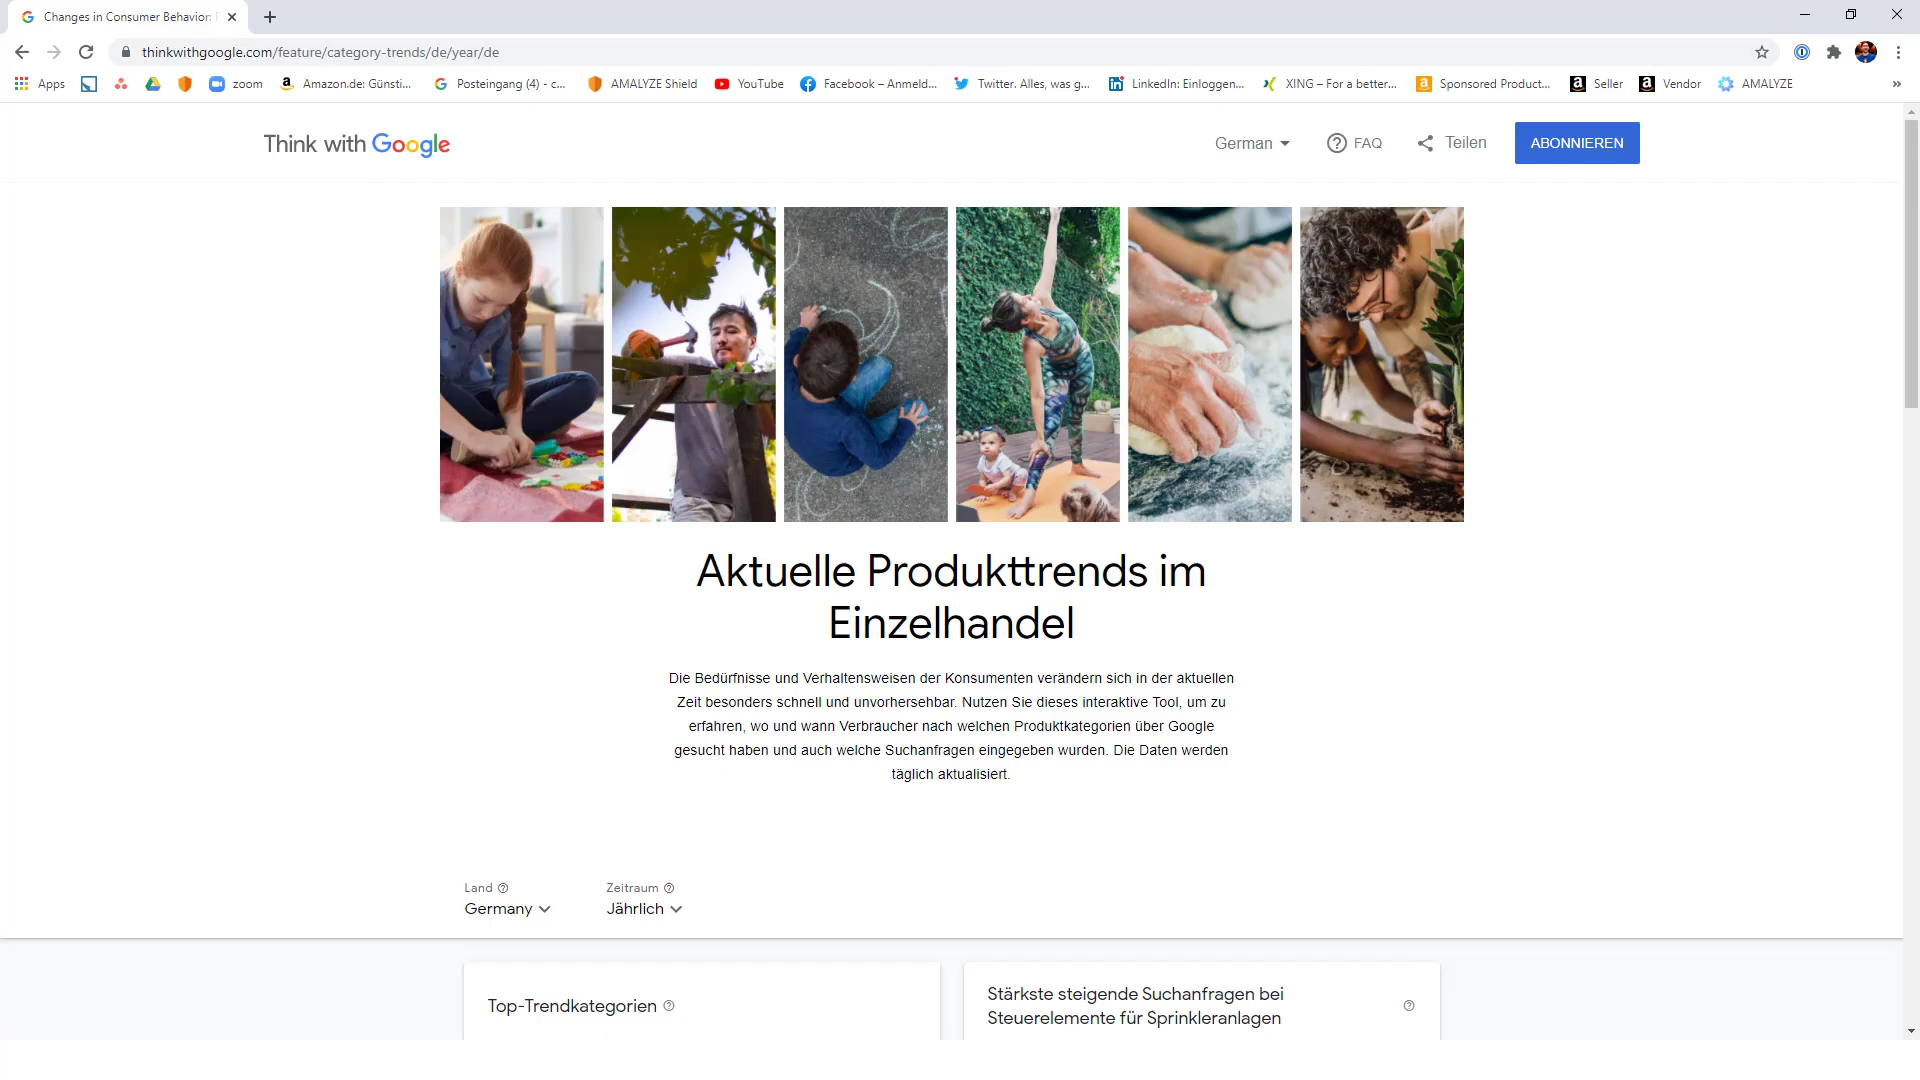 Changes in Consumer Behavior:
thinkwithgoogle.com/feature/category-trends/de/year/de
Apps zoom Amazon.de: Günsti... Posteingang (4) - c... AMALYZE Shield YouTube Facebook – Anmeld... Twitter. Alles, was g... LinkedIn: Einloggen... XING – For a better... Sponsored Product... Seller Vendor AMALYZE »
Think with Google German FAQ Teilen ABONNIEREN
Aktuelle Produkttrends im
Einzelhandel
Die Bedürfnisse und Verhaltensweisen der Konsumenten verändern sich in der aktuellen
Zeit besonders schnell und unvorhersehbar. Nutzen Sie dieses interaktive Tool, um zu
erfahren, wo und wann Verbraucher nach welchen Produktkategorien über Google
gesucht haben und auch welche Suchanfragen eingegeben wurden. Die Daten werden
täglich aktualisiert.
Land Zeitraum
Germany Jährlich
Top-Trendkategorien
Stärkste steigende Suchanfragen bei
Steuerelemente für Sprinkleranlagen